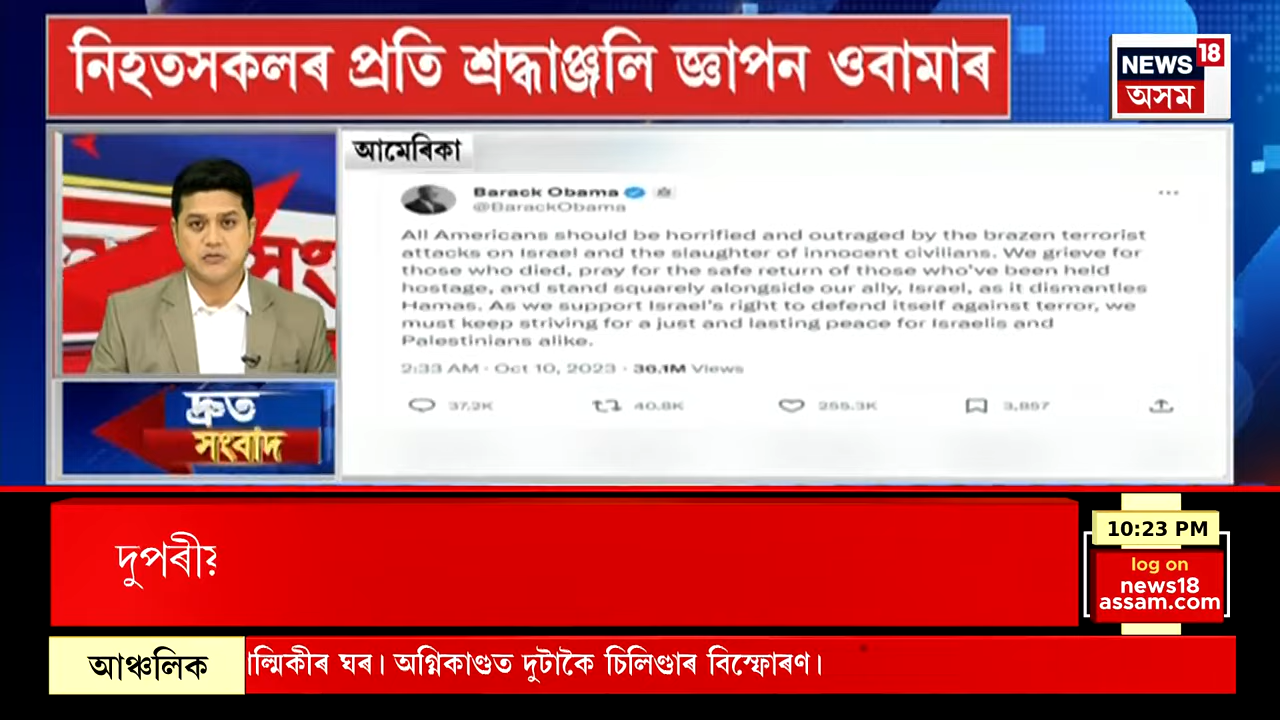 নিহতসকলৰ প্ৰতি শ্ৰদ্ধাঞ্জলি জ্ঞাপন ওবামাৰ
NEWS 18
অসম
আমেৰিকা
Barack Obama
@BarackObama
All Americans should be horrified and outraged by the brazen terrorist
attacks on Israel and the slaughter of innocent civilians. We grieve for
those who died, pray for the safe return of those who've been held
hostage, and stand squarely alongside our ally, Israel, as it dismantles
Hamas. As we support Israel's right to defend itself against terror, we
must keep striving for a just and lasting peace for Israelis and
Palestinians alike.
2:33 AM · Oct 10, 2023 · 36.1M Views
37.2K 40.8K 255.3K 3,857
দ্ৰুত
সংবাদ
দুপৰীয়
10:23 PM
log on
news18
assam.com
আঞ্চলিক
ল্মিকীৰ ঘৰ। অগ্নিকাণ্ডত দুটাকৈ চিলিণ্ডাৰ বিস্ফোৰণ।